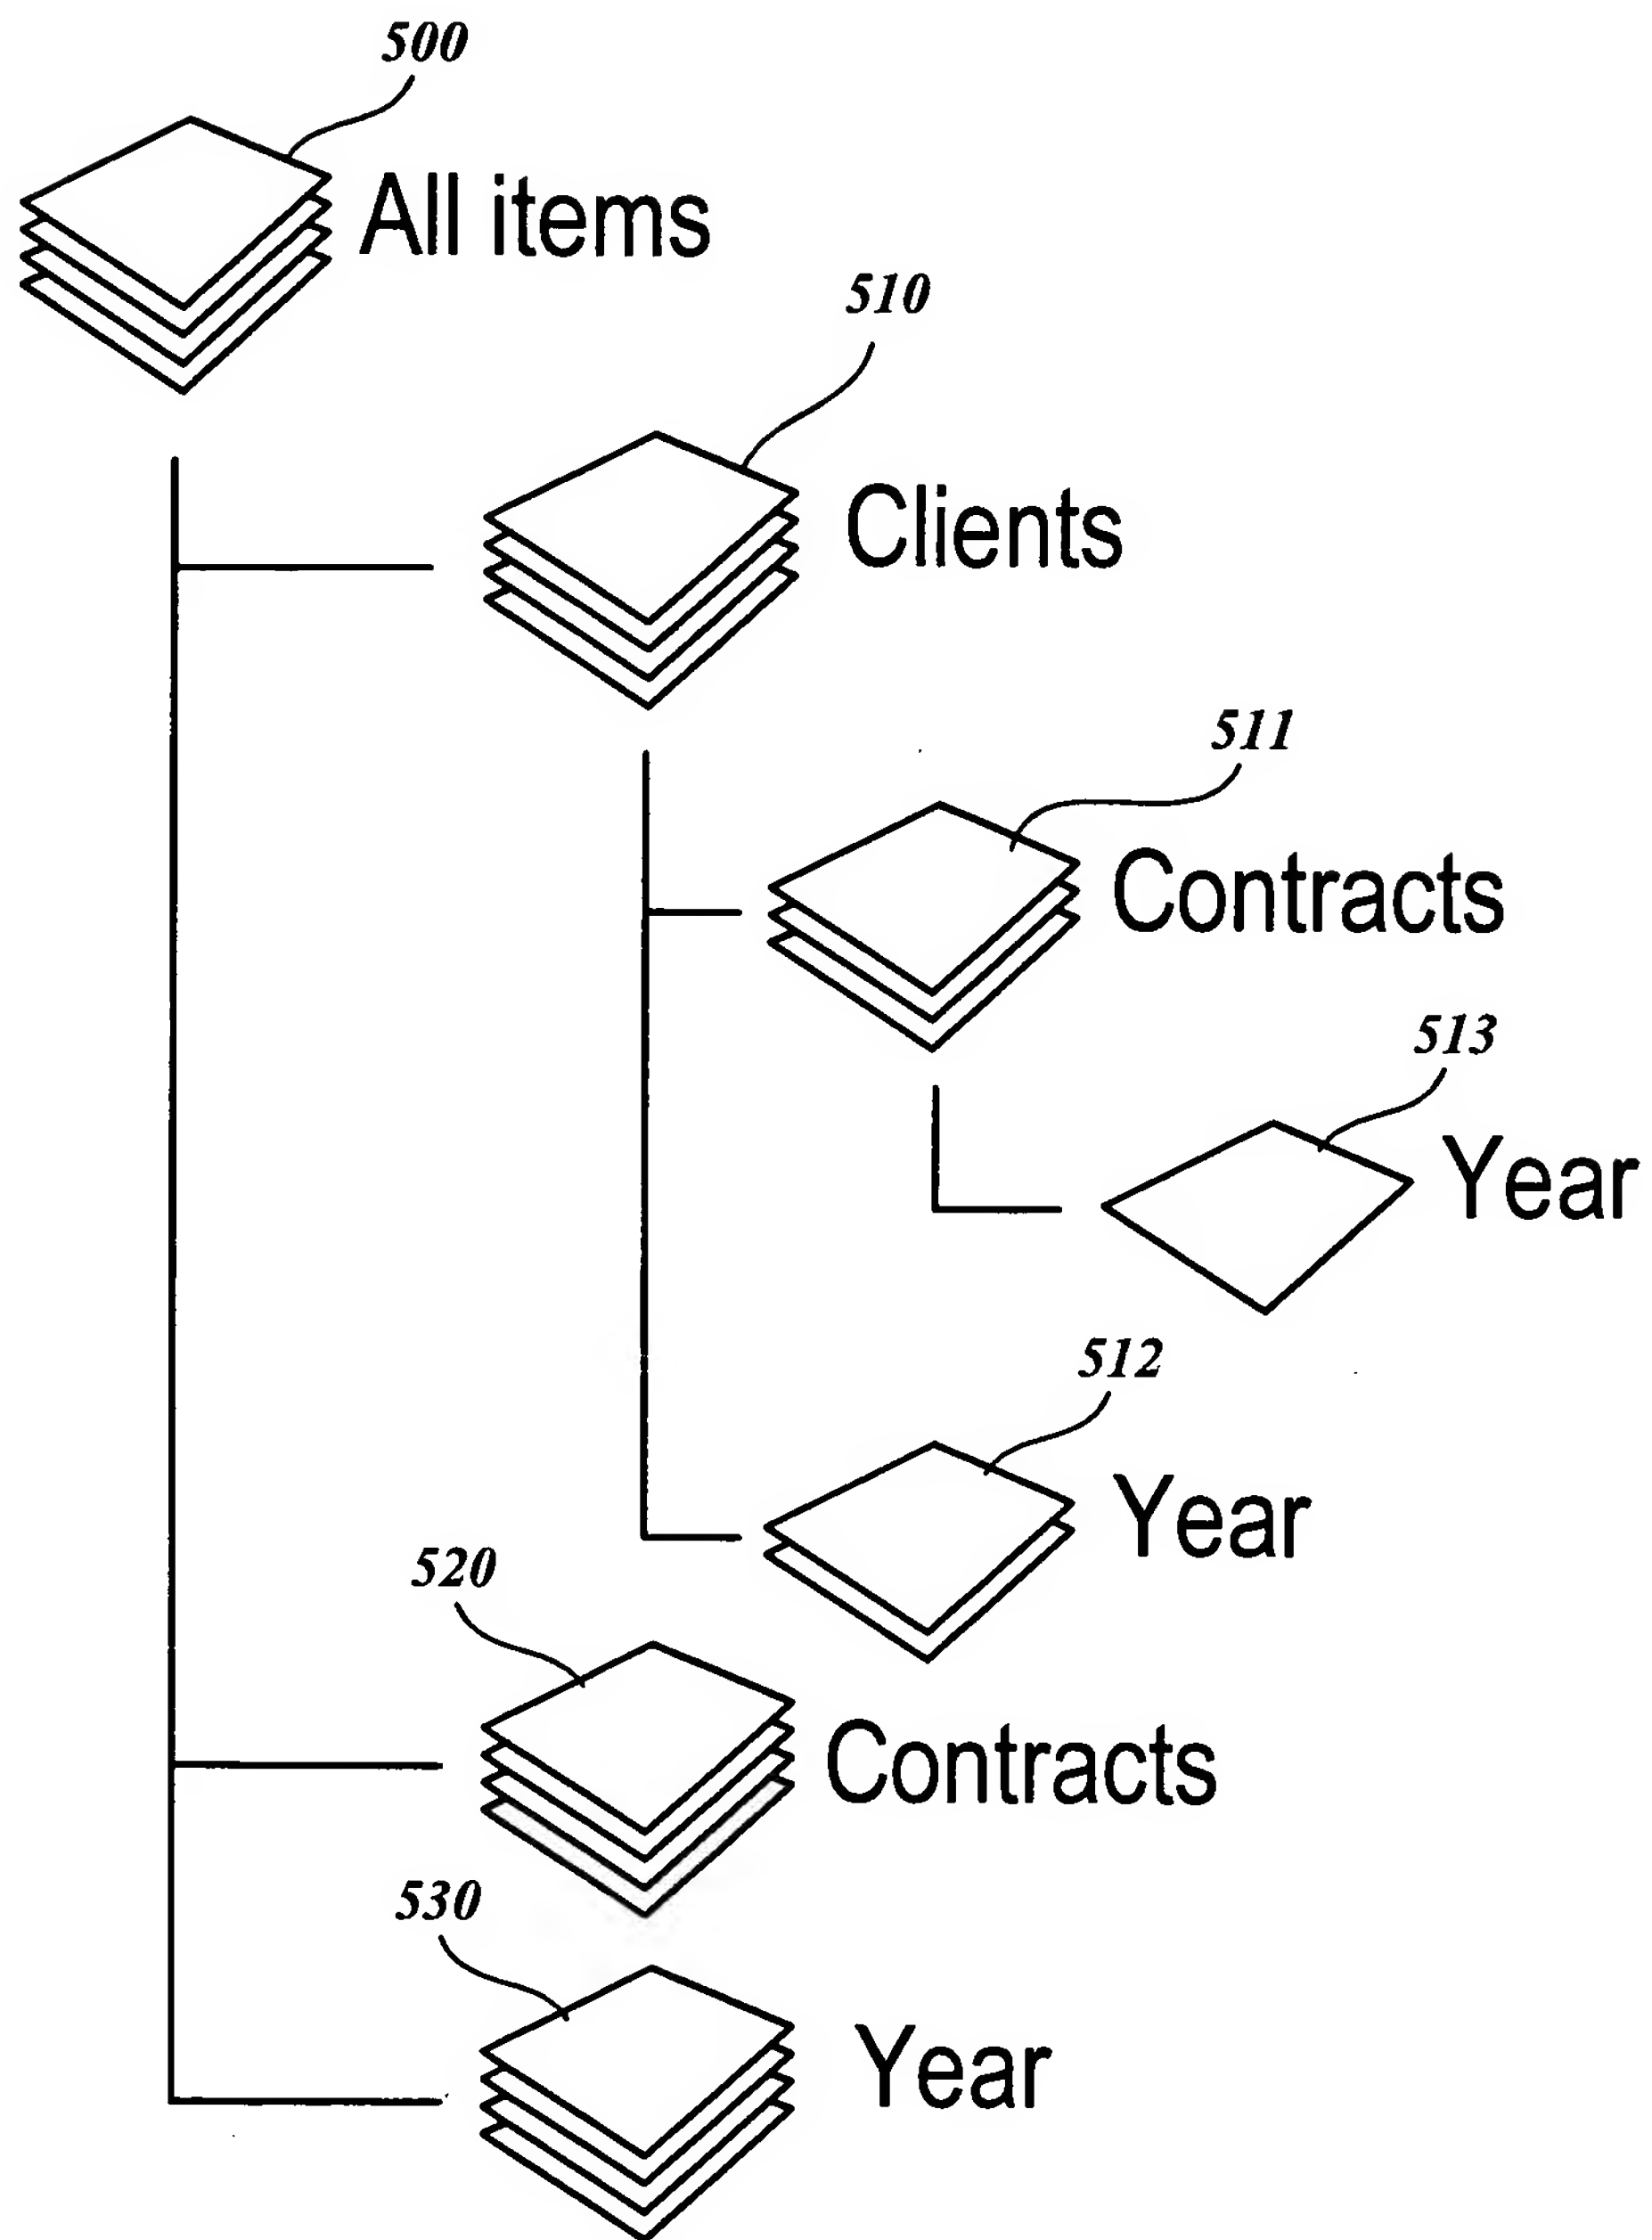 500
All items
510
Clients
511
Contracts
513
Year
512
Year
520
Contracts
530
Year